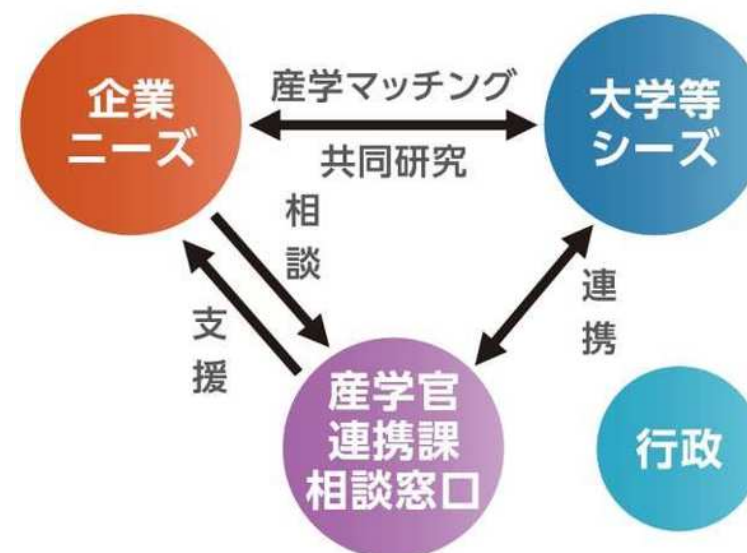 企業
ニーズ
産学マッチング
共同研究
大学等
シーズ
相談
支援
連携
産学官
連携課
相談窓口
行政